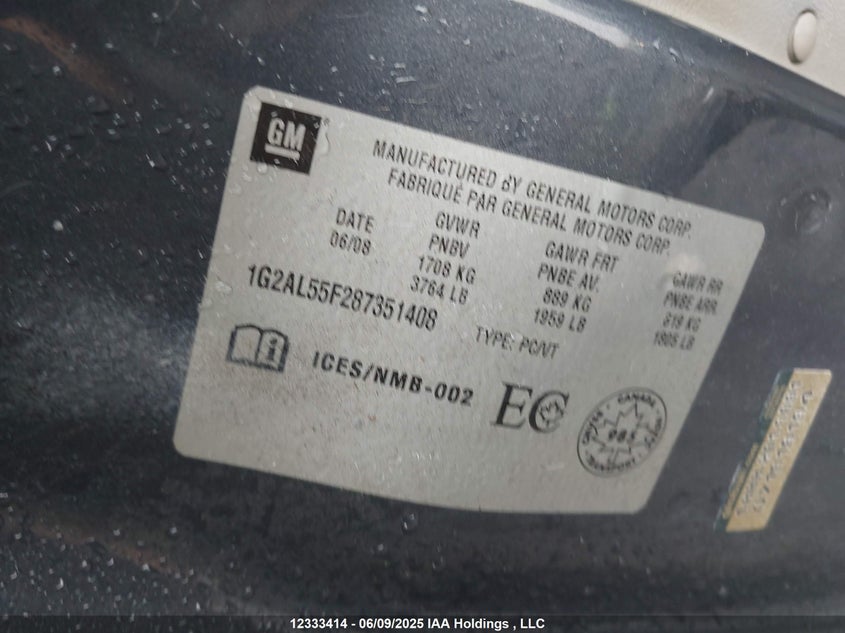 GM
MANUFACTURED BY GENERAL MOTORS CORP.
FABRIQUÉ PAR GENERAL MOTORS CORP.
DATE GVWR GAWR FRT GAWR RR
06/08 PNBV PNBE AV. PNBE ARR.
1708 KG 889 KG 819 KG
3764 LB 1959 LB 1805 LB
1G2AL55F287351408
TYPE: PC/VT
i ICES/NMB-002 EC
CANADA
TRANSPORT
12333414 - 06/09/2025 IAA Holdings , LLC